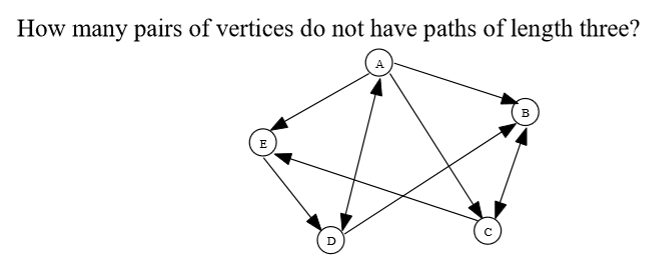 How many pairs of vertices do not have paths of length three?
A
B
E
C
D